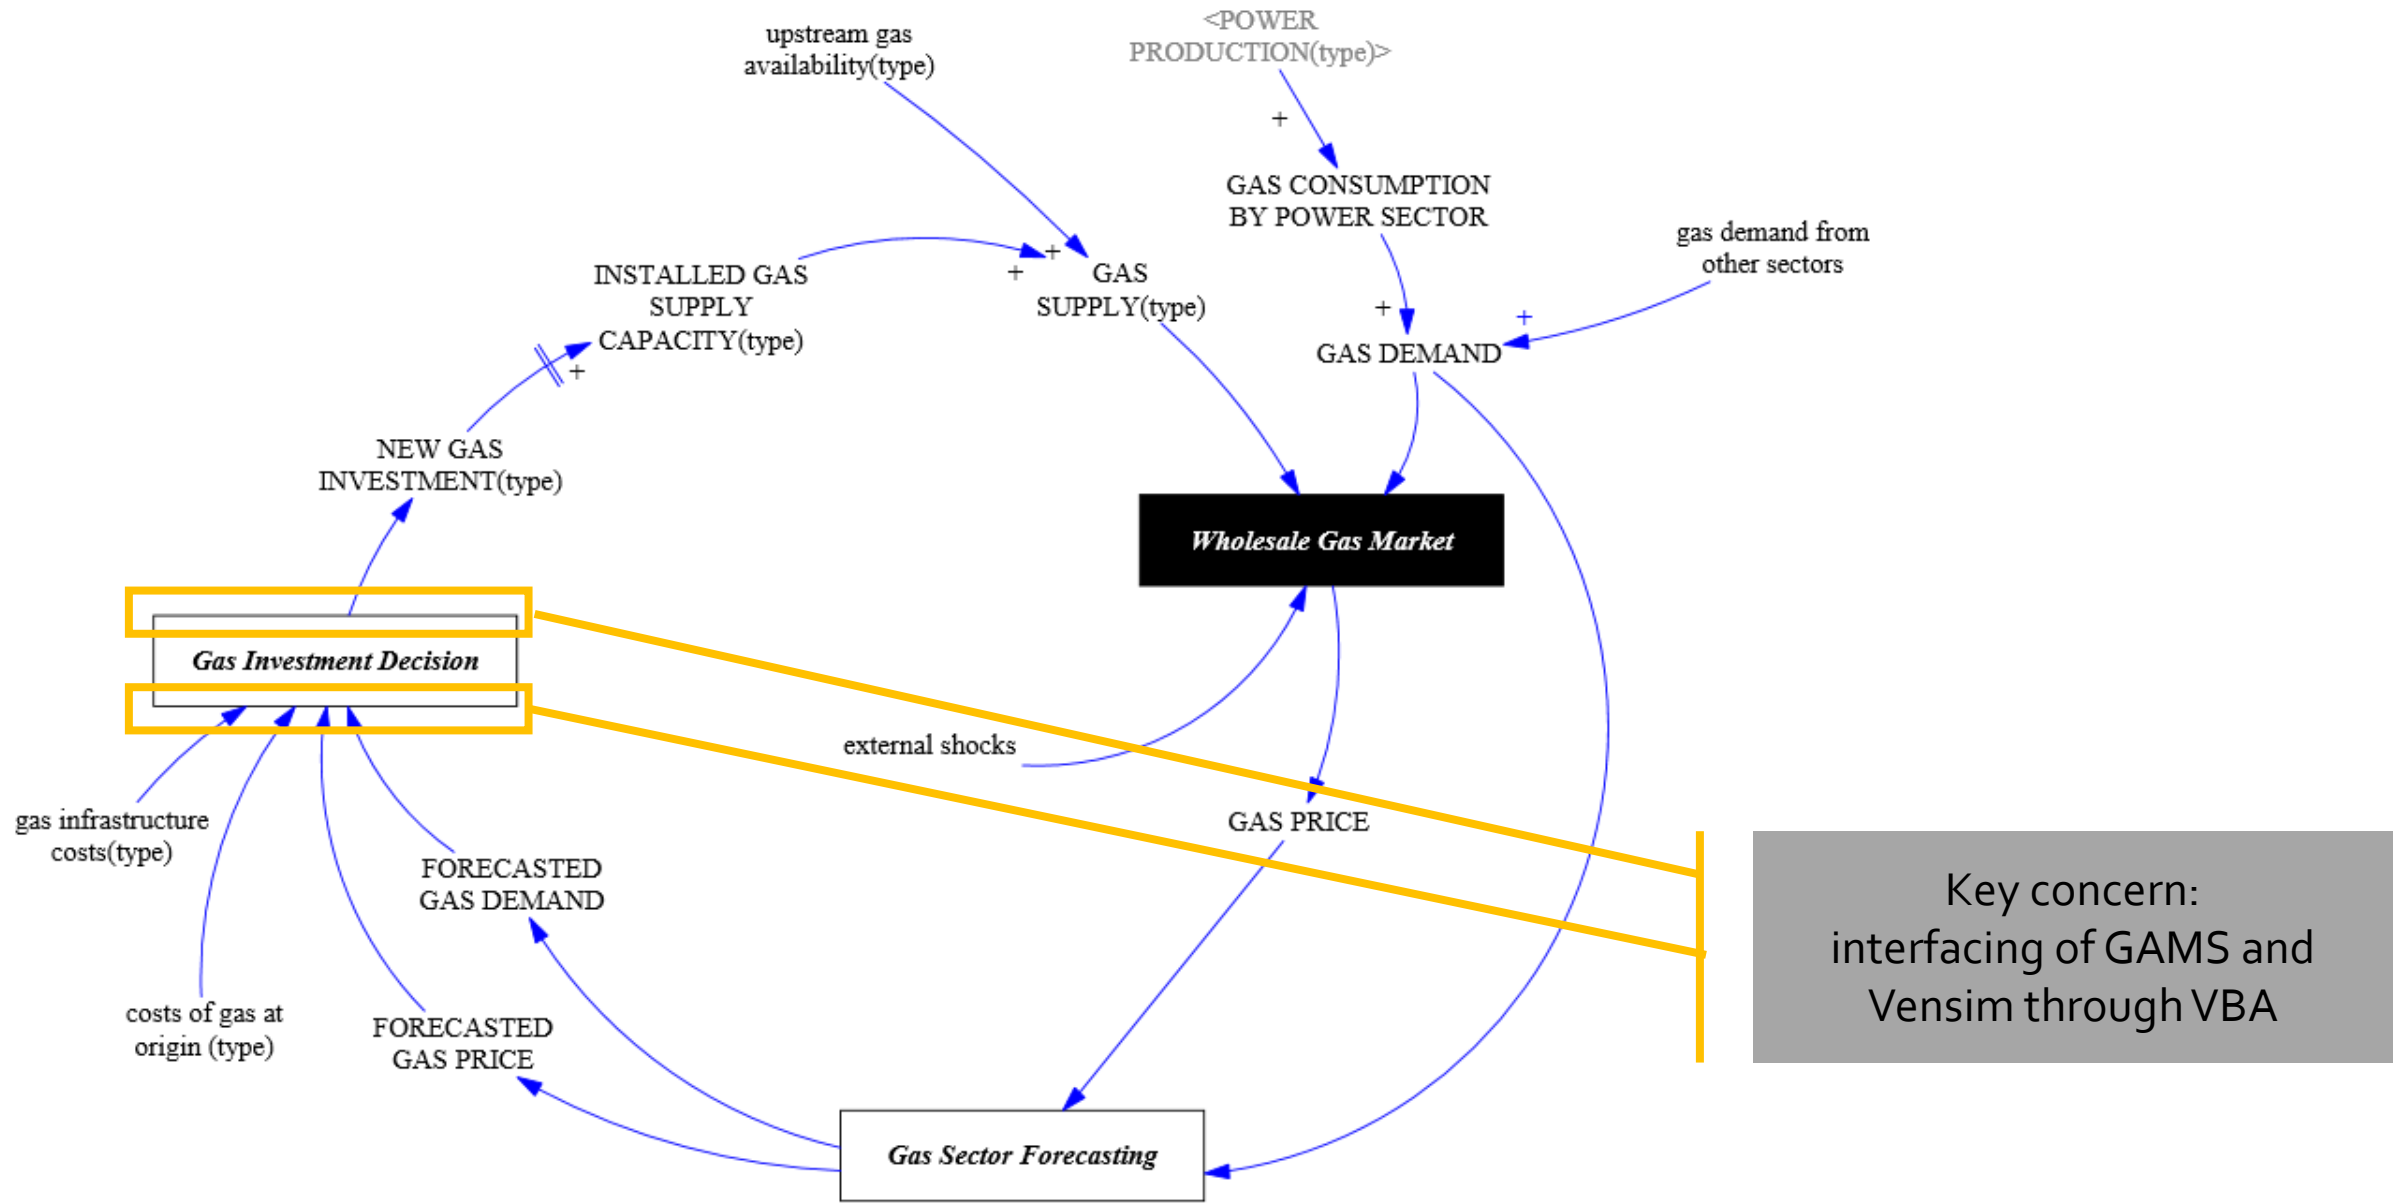 <POWER
PRODUCTION(type)>
upstream gas
availability(type)
+
GAS CONSUMPTION
BY POWER SECTOR
gas demand from
other sectors
INSTALLED GAS
SUPPLY
CAPACITY(type)
+
+
GAS
SUPPLY(type)
+
+
GAS DEMAND
+
NEW GAS
INVESTMENT(type)
Wholesale Gas Market
Gas Investment Decision
external shocks
gas infrastructure
costs(type)
GAS PRICE
FORECASTED
GAS DEMAND
Key concern:
interfacing of GAMS and
Vensim through VBA
costs of gas at
origin (type)
FORECASTED
GAS PRICE
Gas Sector Forecasting